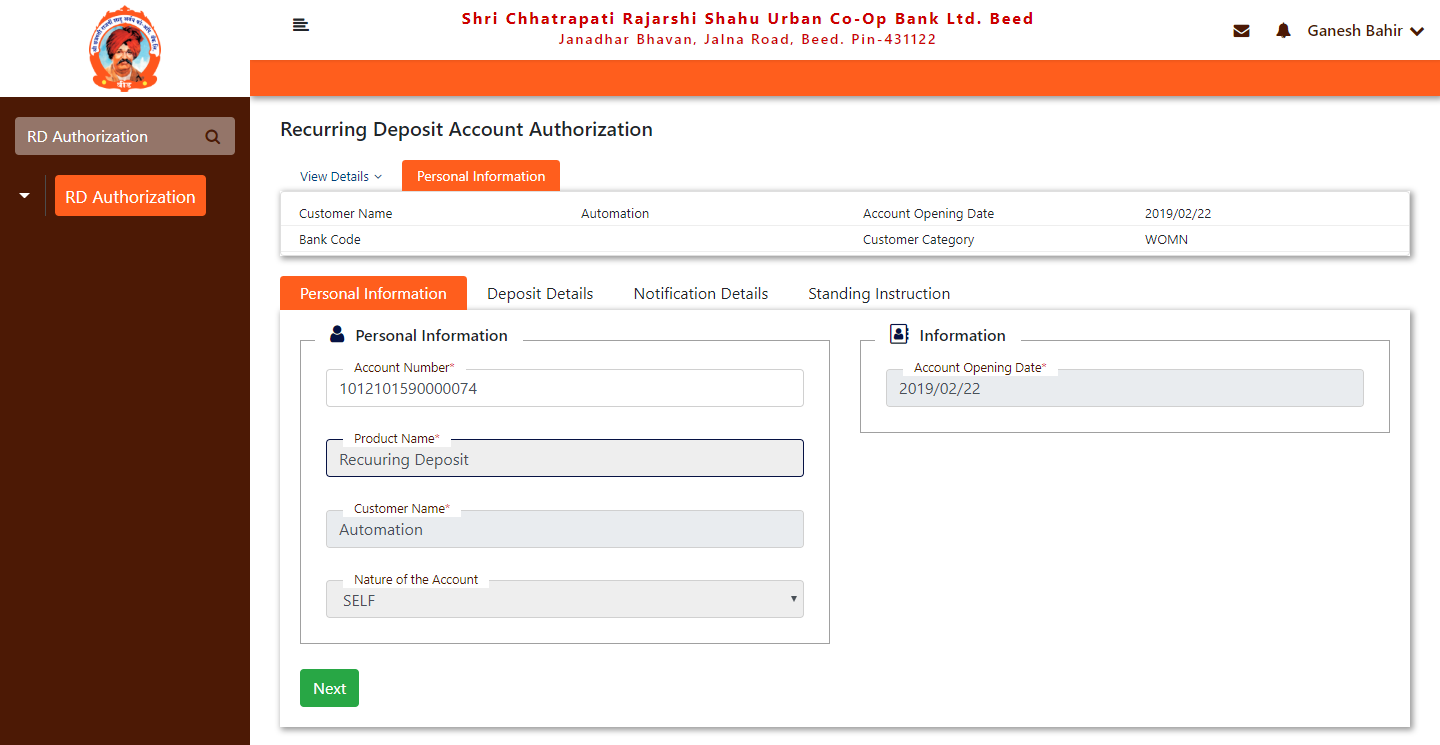 Shri Chhatrapati Rajarshi Shahu Urban Co-Op Bank Ltd. Beed
Janadhar Bhavan, Jalna Road, Beed. Pin-431122
Ganesh Bahir
बीड
RD Authorization
RD Authorization
Recurring Deposit Account Authorization
View Details Personal Information
Customer Name Automation Account Opening Date 2019/02/22
Bank Code Customer Category WOMN
Personal Information Deposit Details Notification Details Standing Instruction
Personal Information
Account Number*
1012101590000074
Product Name*
Recuuring Deposit
Customer Name*
Automation
Nature of the Account
SELF
Information
Account Opening Date*
2019/02/22
Next